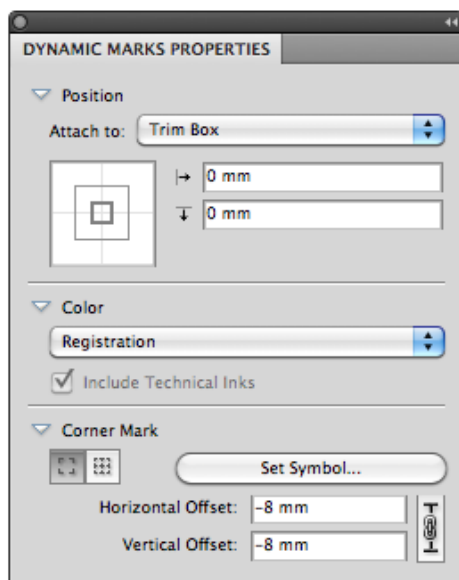 DYNAMIC MARKS PROPERTIES
Position
Attach to: Trim Box
0 mm
0 mm
Color
Registration
Include Technical Inks
Corner Mark
Set Symbol...
Horizontal Offset: -8 mm
Vertical Offset: -8 mm